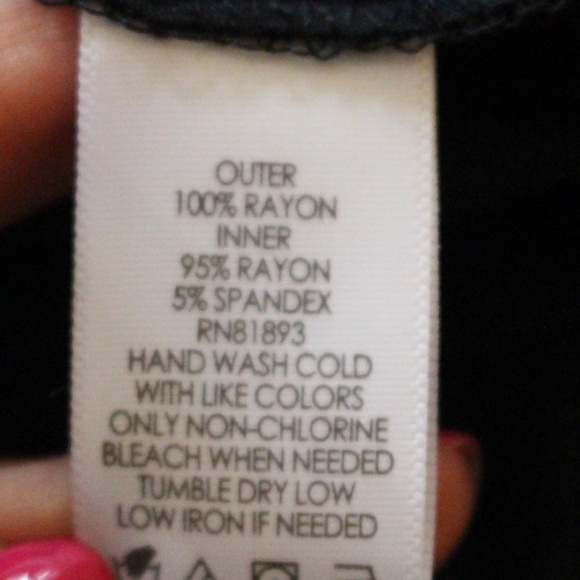 OUTER
100% RAYON
INNER
95% RAYON
5% SPANDEX
RN81893
HAND WASH COLD
WITH LIKE COLORS
ONLY NON-CHLORINE
BLEACH WHEN NEEDED
TUMBLE DRY LOW
LOW IRON IF NEEDED